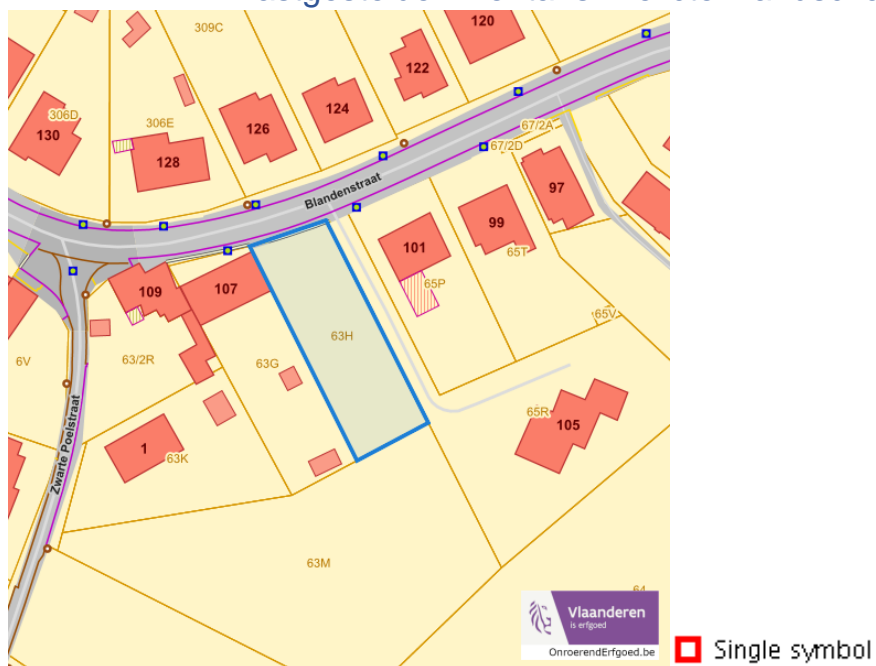 120
309C
122
124
306D
130
306E
126
128
67/2A
67/2D
Blandenstraat
97
99
101
65T
65P
109
107
65V
63H
6V
63/2R
63G
65R
105
Zwarte Poelstraat
1
63K
63M
Vlaanderen
is erfgoed
OnroerendErfgoed.be
Single symbol